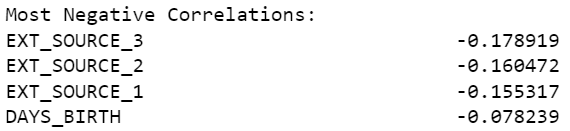 Most Negative Correlations:
EXT_SOURCE_3 -0.178919
EXT_SOURCE_2 -0.160472
EXT_SOURCE_1 -0.155317
DAYS_BIRTH -0.078239